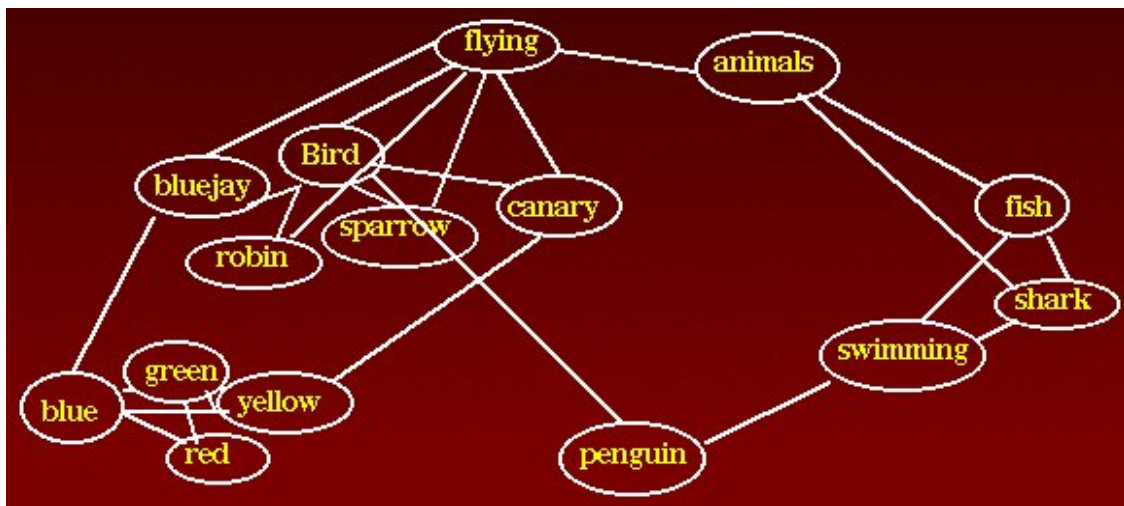 flying
animals
Bird
bluejay
canary
fish
sparrow
robin
shark
swimming
green
yellow
blue
red
penguin